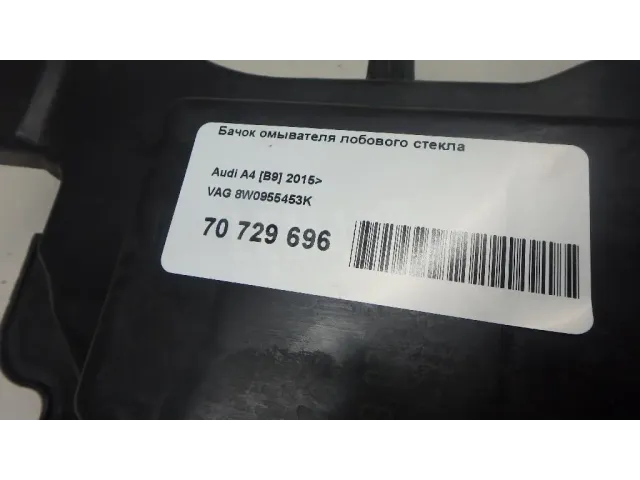 Бачок омывателя лобового стекла
Audi A4 [B9] 2015>
VAG 8W0955453K
70 729 696